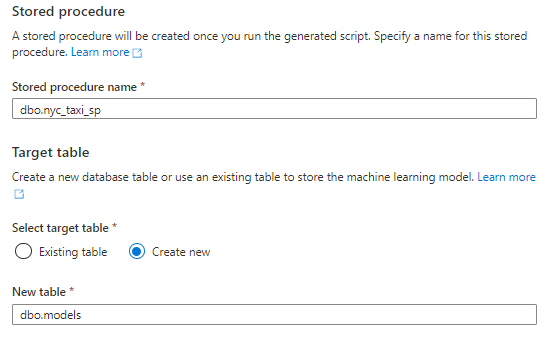 Stored procedure
A stored procedure will be created once you run the generated script. Specify a name for this stored
procedure. Learn more
Stored procedure name *
dbo.nyc_taxi_sp
Target table
Create a new database table or use an existing table to store the machine learning model. Learn more
Select target table *
Existing table Create new
New table *
dbo.models